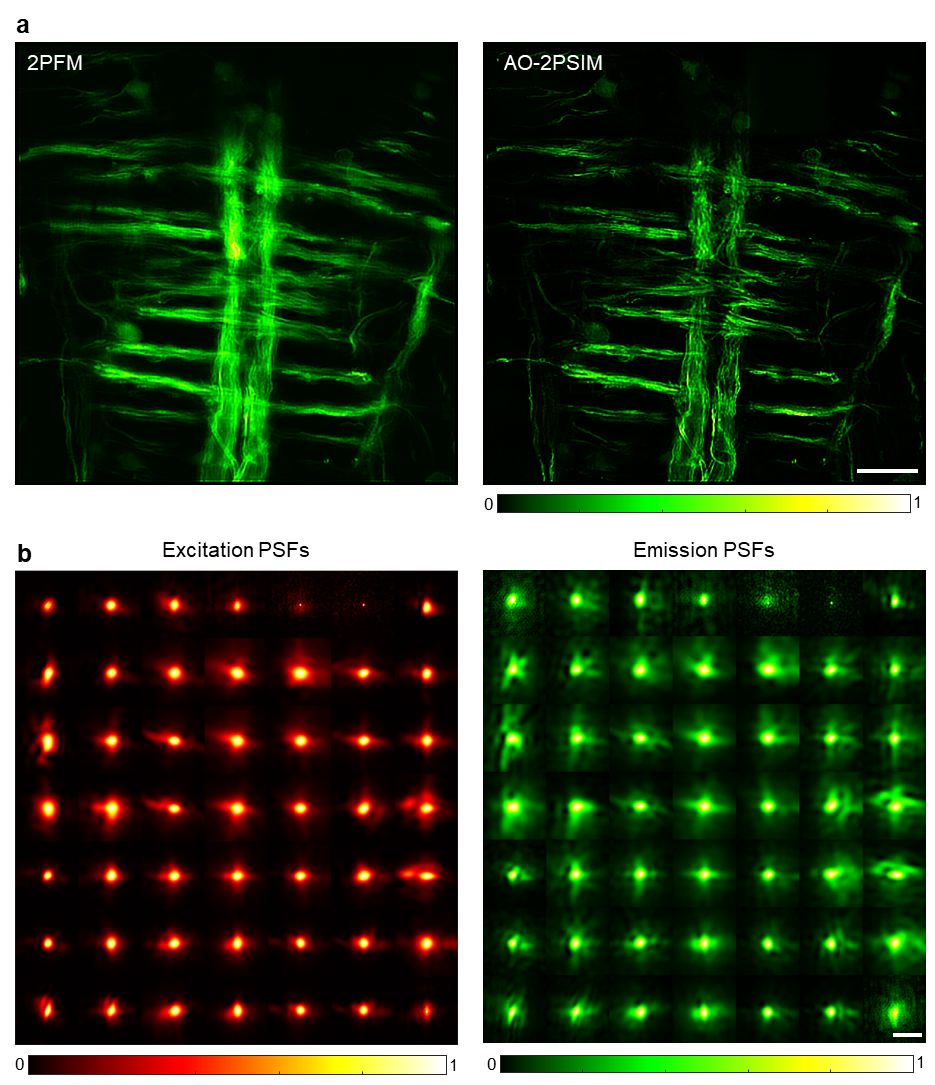 a
2PFM
AO-2PSIM
0
1
b
Excitation PSFs
Emission PSFs
0
1
0
1